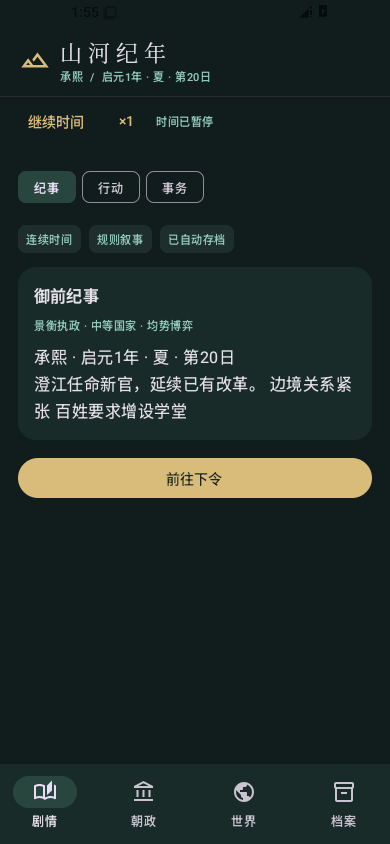 1:55
山河纪年
承熙 / 启元1年 · 夏 · 第20日
继续时间 ×1 时间已暂停
纪事 行动 事务
连续时间 规则叙事 已自动存档
御前纪事
景衡执政 · 中等国家 · 均势博弈
承熙 · 启元1年 · 夏 · 第20日
澄江任命新官，延续已有改革。 边境关系紧
张 百姓要求增设学堂
前往下令
剧情 朝政 世界 档案